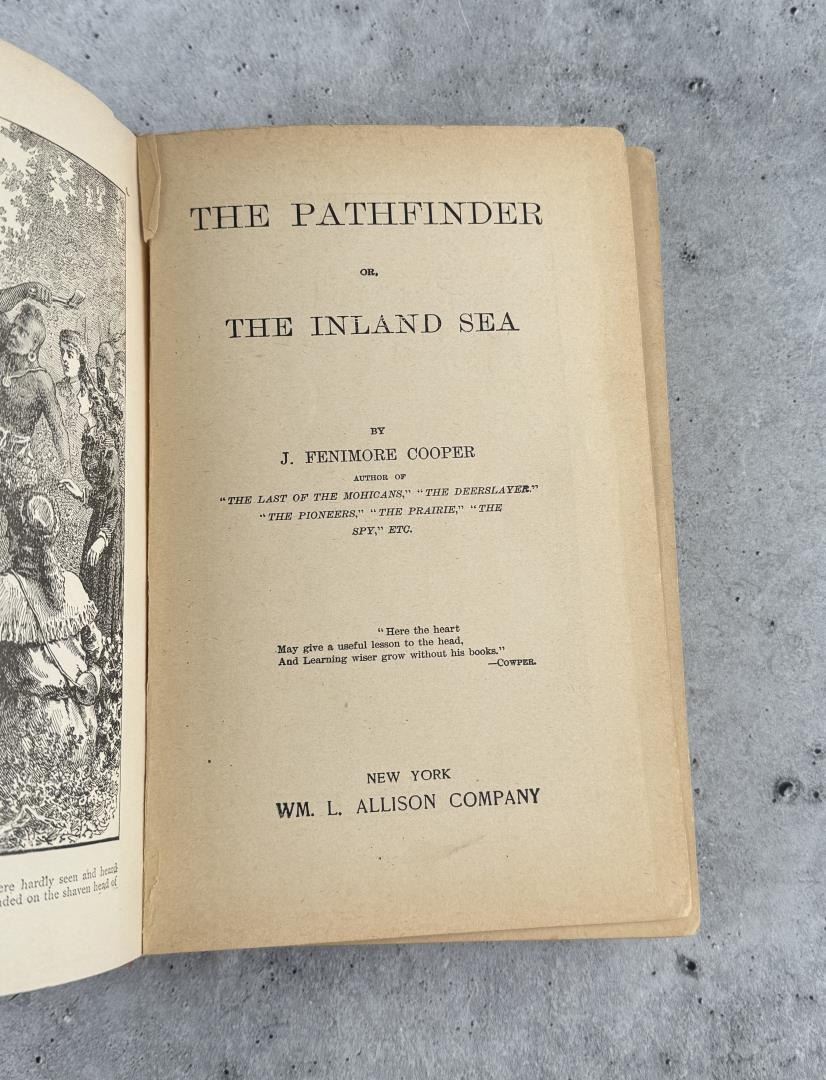 ere hardly seen and heard
ded on the shaven head of
THE PATHFINDER
OR,
THE INLAND SEA
BY
J. FENIMORE COOPER
AUTHOR OF
"THE LAST OF THE MOHICANS," "THE DEERSLAYER."
"THE PIONEERS," "THE PRAIRIE," "THE
SPY," ETC.
"Here the heart
May give a useful lesson to the head,
And Learning wiser grow without his books."
—COWPER.
NEW YORK
WM. L. ALLISON COMPANY